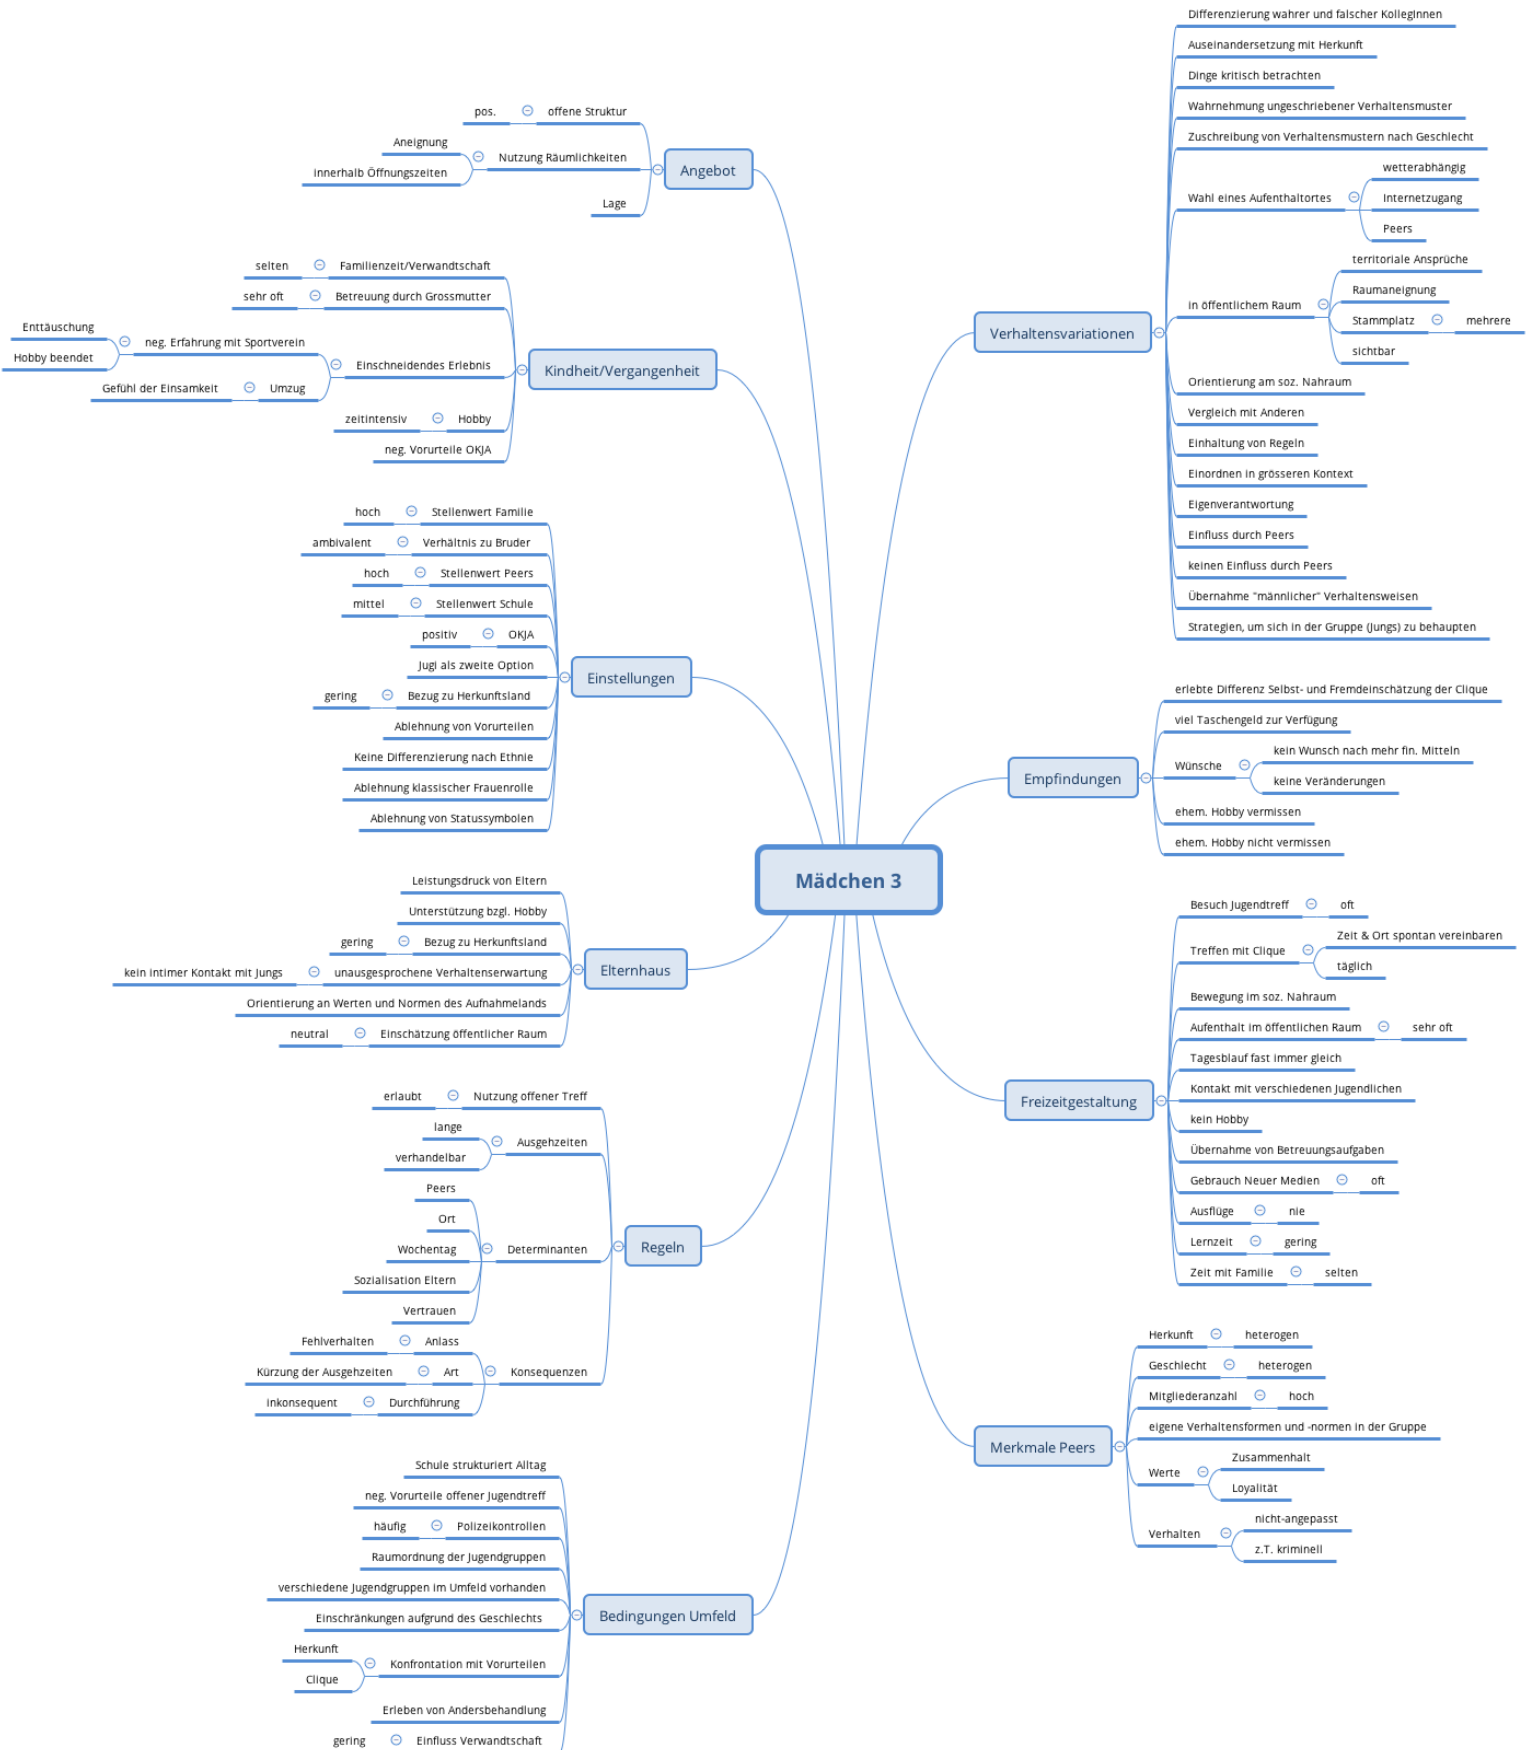 Mädchen 3
Verhaltensvariationen
Differenzierung wahrer und falscher KollegInnen
Auseinandersetzung mit Herkunft
Dinge kritisch betrachten
Wahrnehmung ungeschriebener Verhaltensmuster
Zuschreibung von Verhaltensmustern nach Geschlecht
Wahl eines Aufenthaltortes
wetterabhängig
Internetzugang
Peers
in öffentlichem Raum
territoriale Ansprüche
Raumaneignung
Stammplatz
mehrere
sichtbar
Orientierung am soz. Nahraum
Vergleich mit Anderen
Einhaltung von Regeln
Einordnen in grösseren Kontext
Eigenverantwortung
Einfluss durch Peers
keinen Einfluss durch Peers
Übernahme "männlicher" Verhaltensweisen
Strategien, um sich in der Gruppe (Jungs) zu behaupten
Empfindungen
erlebte Differenz Selbst- und Fremdeinschätzung der Clique
viel Taschengeld zur Verfügung
Wünsche
kein Wunsch nach mehr fin. Mitteln
keine Veränderungen
ehem. Hobby vermissen
ehem. Hobby nicht vermissen
Freizeitgestaltung
Besuch Jugendtreff
oft
Treffen mit Clique
Zeit & Ort spontan vereinbaren
täglich
Bewegung im soz. Nahraum
Aufenthalt im öffentlichen Raum
sehr oft
Tagesblauf fast immer gleich
Kontakt mit verschiedenen Jugendlichen
kein Hobby
Übernahme von Betreuungsaufgaben
Gebrauch Neuer Medien
oft
Ausflüge
nie
Lernzeit
gering
Zeit mit Familie
selten
Merkmale Peers
Herkunft
heterogen
Geschlecht
heterogen
Mitgliederanzahl
hoch
eigene Verhaltensformen und -normen in der Gruppe
Werte
Zusammenhalt
Loyalität
Verhalten
nicht-angepasst
z.T. kriminell
Angebot
offene Struktur
pos.
Nutzung Räumlichkeiten
Aneignung
innerhalb Öffnungszeiten
Lage
Kindheit/Vergangenheit
Familienzeit/Verwandtschaft
selten
Betreuung durch Grossmutter
sehr oft
Einschneidendes Erlebnis
neg. Erfahrung mit Sportverein
Enttäuschung
Hobby beendet
Umzug
Gefühl der Einsamkeit
Hobby
zeitintensiv
neg. Vorurteile OKJA
Einstellungen
Stellenwert Familie
hoch
Verhältnis zu Bruder
ambivalent
Stellenwert Peers
hoch
Stellenwert Schule
mittel
OKJA
positiv
Jugi als zweite Option
Bezug zu Herkunftsland
gering
Ablehnung von Vorurteilen
Keine Differenzierung nach Ethnie
Ablehnung klassischer Frauenrolle
Ablehnung von Statussymbolen
Elternhaus
Leistungsdruck von Eltern
Unterstützung bzgl. Hobby
Bezug zu Herkunftsland
gering
unausgesprochene Verhaltenserwartung
kein intimer Kontakt mit Jungs
Orientierung an Werten und Normen des Aufnahmelands
Einschätzung öffentlicher Raum
neutral
Regeln
Nutzung offener Treff
erlaubt
Ausgehzeiten
lange
verhandelbar
Determinanten
Peers
Ort
Wochentag
Sozialisation Eltern
Vertrauen
Konsequenzen
Anlass
Fehlverhalten
Art
Kürzung der Ausgehzeiten
Durchführung
inkonsequent
Bedingungen Umfeld
Schule strukturiert Alltag
neg. Vorurteile offener Jugendtreff
Polizeikontrollen
häufig
Raumordnung der Jugendgruppen
verschiedene Jugendgruppen im Umfeld vorhanden
Einschränkungen aufgrund des Geschlechts
Konfrontation mit Vorurteilen
Herkunft
Clique
Erleben von Andersbehandlung
Einfluss Verwandtschaft
gering